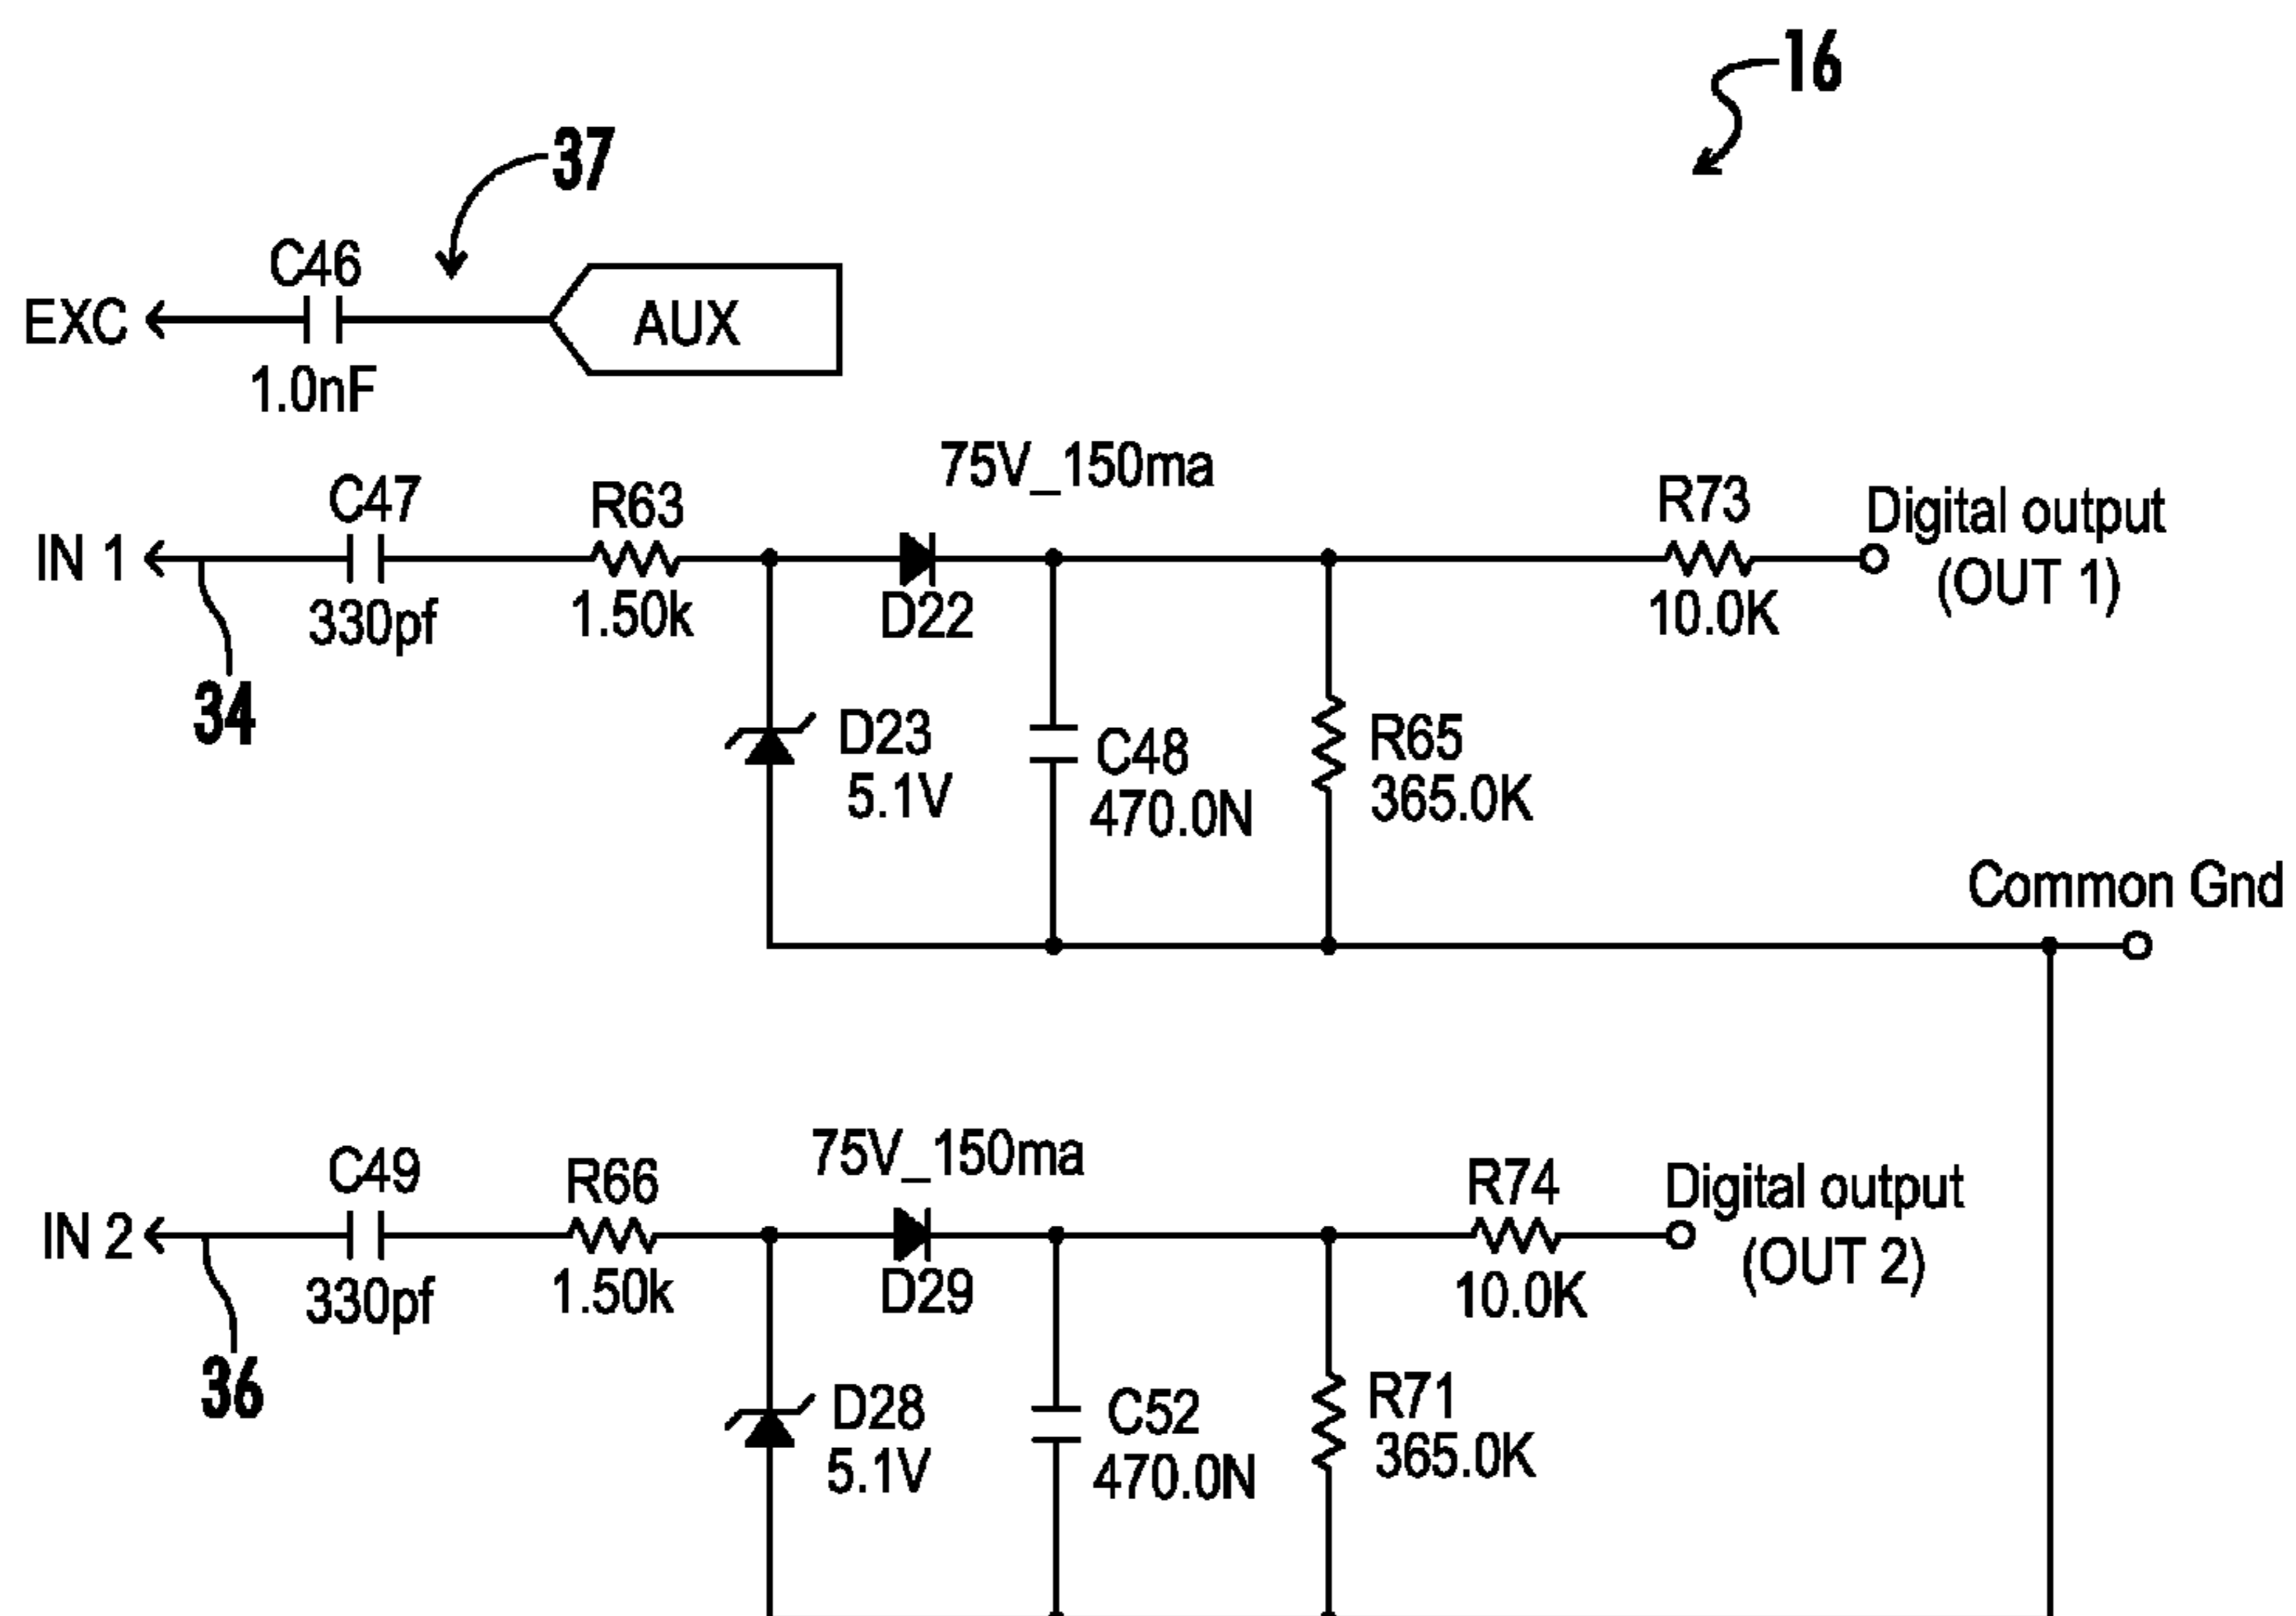 16
37
C46
EXC
AUX
1.0nF
75V_150ma
C47
R63
R73
Digital output
IN 1
(OUT 1)
330pf
1.50k
D22
10.0K
34
D23
5.1V
C48
470.0N
R65
365.0K
Common Gnd
75V_150ma
C49
R66
R74
Digital output
IN 2
(OUT 2)
330pf
1.50k
D29
10.0K
36
D28
5.1V
C52
470.0N
R71
365.0K